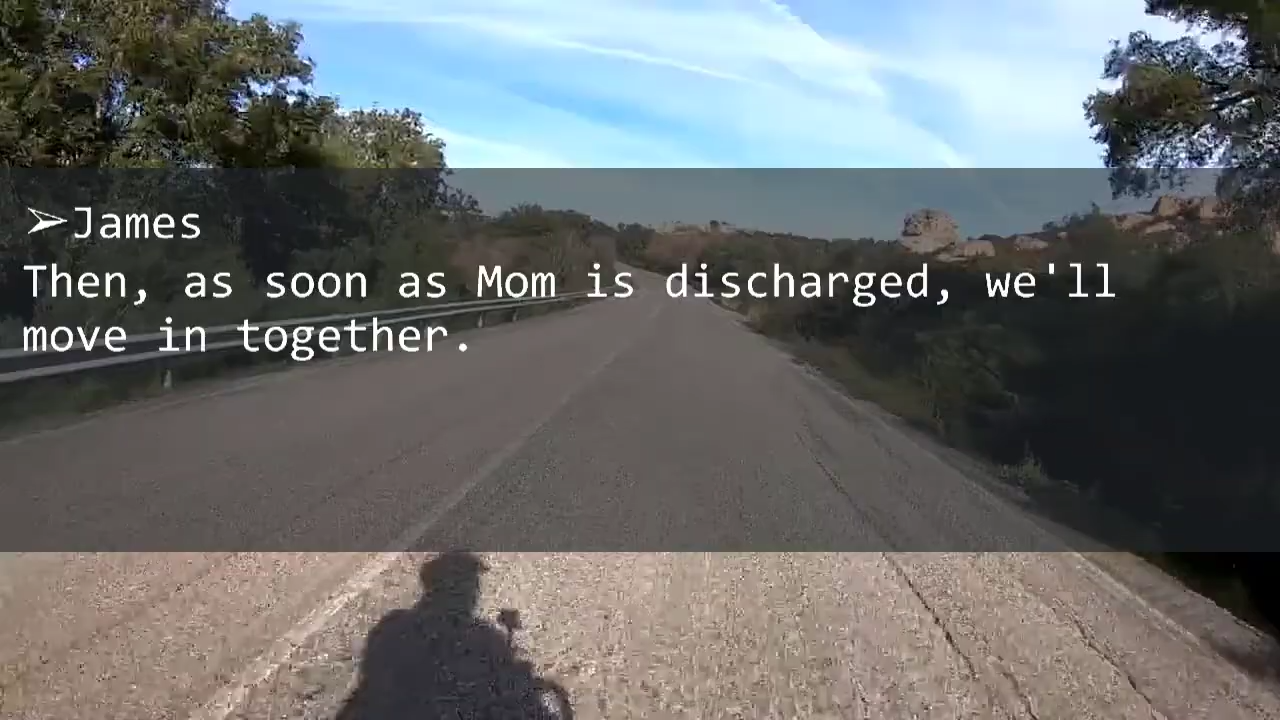 ➢James
Then, as soon as Mom is discharged, we'll
move in together.